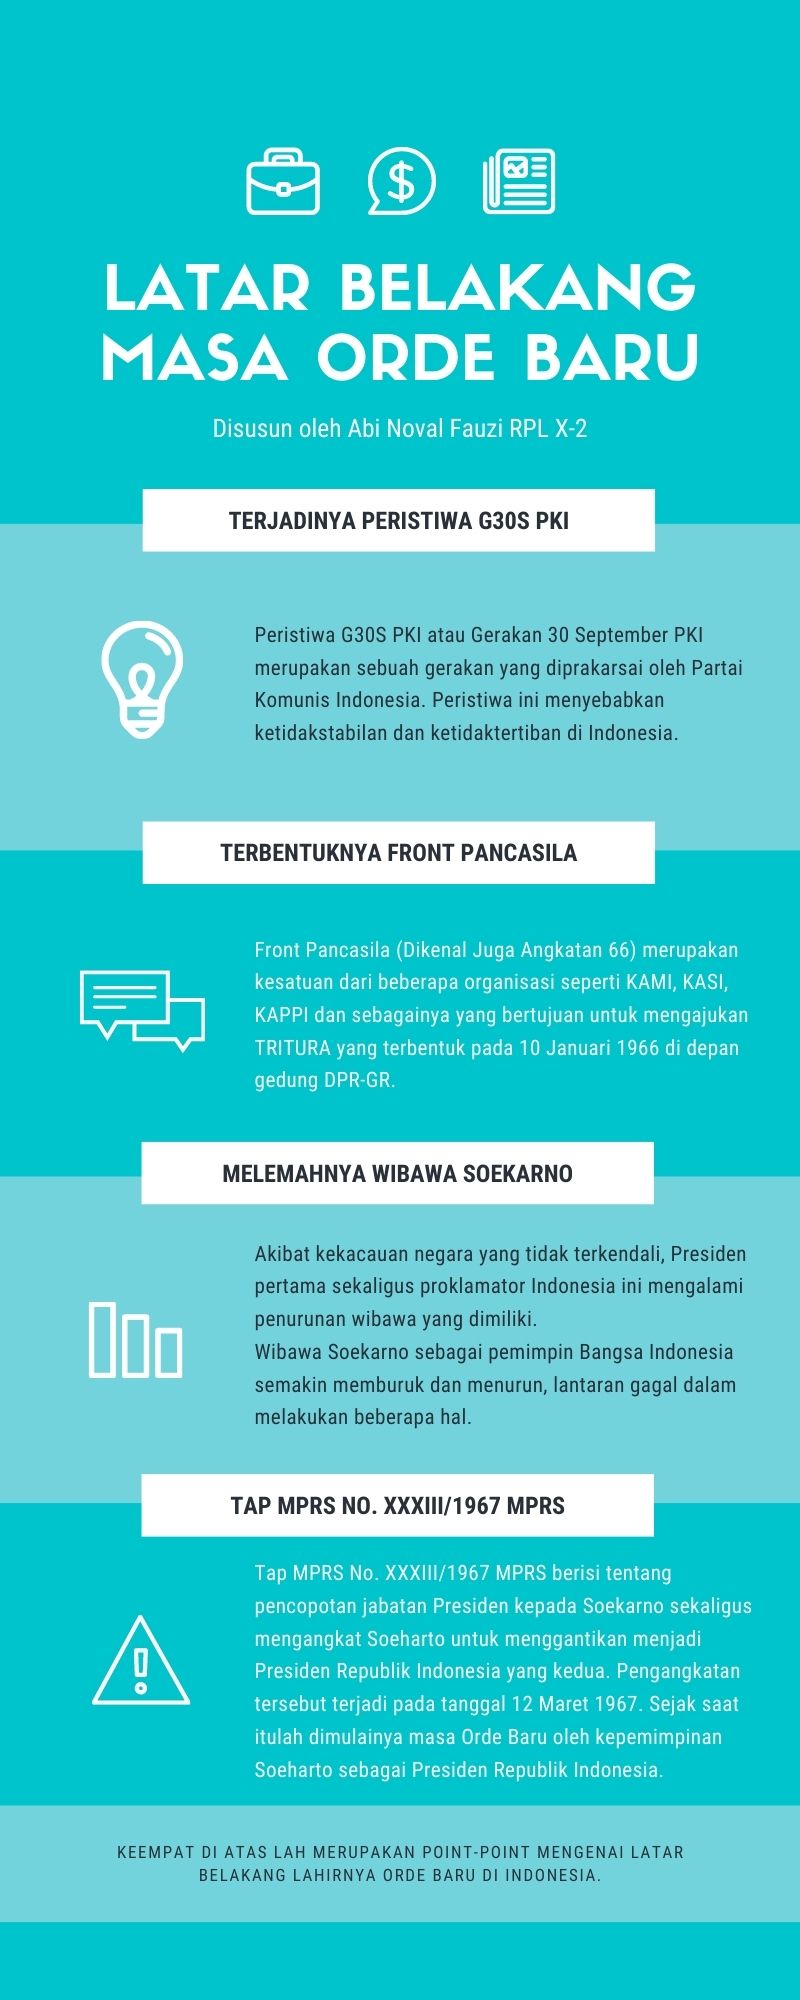 LATAR BELAKANG
MASA ORDE BARU
Disusun oleh Abi Noval Fauzi RPL X-2
TERJADINYA PERISTIWA G30S PKI
Peristiwa G30S PKI atau Gerakan 30 September PKI
merupakan sebuah gerakan yang diprakarsai oleh Partai
Komunis Indonesia. Peristiwa ini menyebabkan
ketidakstabilan dan ketidaktertiban di Indonesia.
TERBENTUKNYA FRONT PANCASILA
Front Pancasila (Dikenal Juga Angkatan 66) merupakan
kesatuan dari beberapa organisasi seperti KAMI, KASI,
KAPPI dan sebagainya yang bertujuan untuk mengajukan
TRITURA yang terbentuk pada 10 Januari 1966 di depan
gedung DPR-GR.
MELEMAHNYA WIBAWA SOEKARNO
Akibat kekacauan negara yang tidak terkendali, Presiden
pertama sekaligus proklamator Indonesia ini mengalami
penurunan wibawa yang dimiliki.
Wibawa Soekarno sebagai pemimpin Bangsa Indonesia
semakin memburuk dan menurun, lantaran gagal dalam
melakukan beberapa hal.
TAP MPRS NO. XXXIII/1967 MPRS
Tap MPRS No. XXXIII/1967 MPRS berisi tentang
pencopotan jabatan Presiden kepada Soekarno sekaligus
mengangkat Soeharto untuk menggantikan menjadi
Presiden Republik Indonesia yang kedua. Pengangkatan
tersebut terjadi pada tanggal 12 Maret 1967. Sejak saat
itulah dimulainya masa Orde Baru oleh kepemimpinan
Soeharto sebagai Presiden Republik Indonesia.
KEEMPAT DI ATAS LAH MERUPAKAN POINT-POINT MENGENAI LATAR
BELAKANG LAHIRNYA ORDE BARU DI INDONESIA.